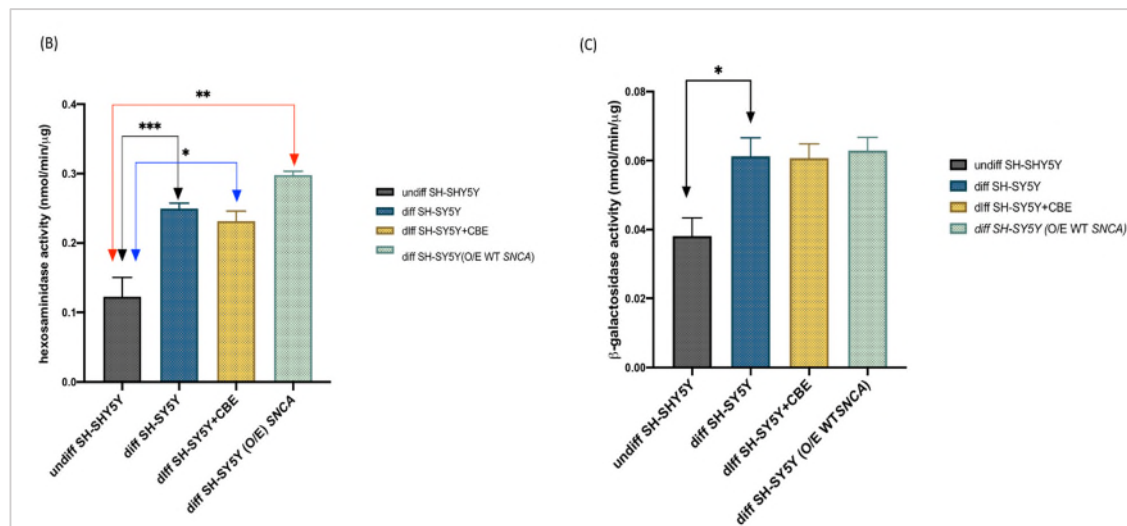 (B)
hexosaminidase activity (nmol/min/µg)
0.4
0.3
0.2
0.1
0.0
**
***
*
undiff SH-SHY5Y
diff SH-SY5Y
diff SH-SY5Y+CBE
diff SH-SY5Y (O/E) SNCA
undiff SH-SHY5Y
diff SH-SY5Y
dIff SH-SY5Y+CBE
diff SH-SY5Y(O/E WT SNCA)
(C)
β-galactosidase activity (nmol/min/µg)
0.08
0.06
0.04
0.02
0.00
*
undiff SH-SHY5Y
diff SH-SY5Y
dIff SH-SY5Y+CBE
diff SH-SY5Y (O/E WTSNCA)
undiff SH-SHY5Y
diff SH-SY5Y
dIff SH-SY5Y+CBE
diff SH-SY5Y (O/E WT SNCA)